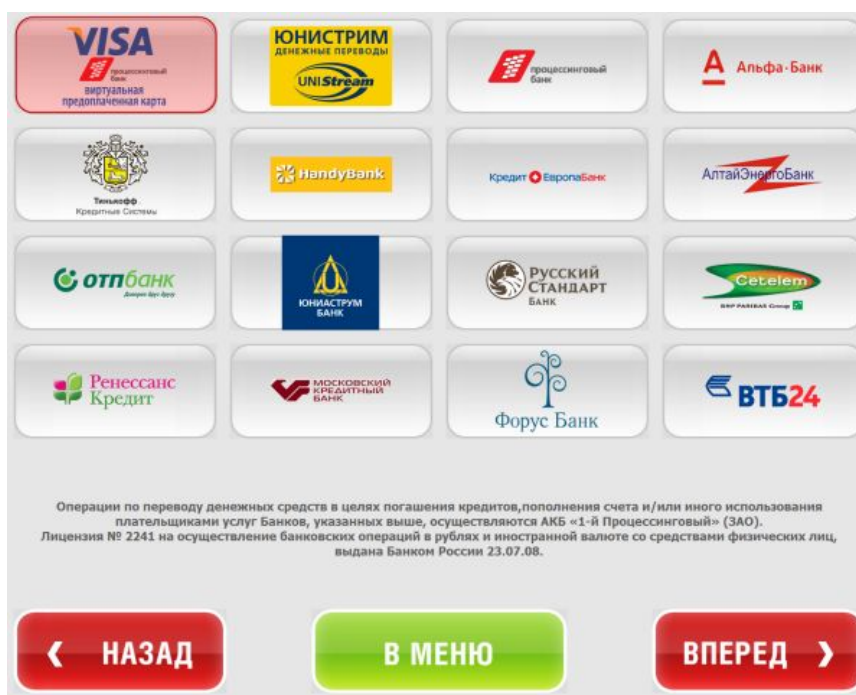 VISA
процессинговый
банк
виртуальная
предоплаченная карта
ЮНИСТРИМ
ДЕНЕЖНЫЕ ПЕРЕВОДЫ
UNIStream
процессинговый
банк
Альфа·Банк
Тинькофф
Кредитные Системы
HandyBank
Кредит ЕвропаБанк
АлтайЭнергоБанк
отпбанк
Доверяя друг другу
ЮНИАСТРУМ
БАНК
РУССКИЙ
СТАНДАРТ
БАНК
Cetelem
BNP PARIBAS Group
Ренессанс
Кредит
МОСКОВСКИЙ
КРЕДИТНЫЙ
БАНК
Форус Банк
ВТБ24
Операции по переводу денежных средств в целях погашения кредитов,пополнения счета и/или иного использования
плательщиками услуг Банков, указанных выше, осуществляются АКБ «1-й Процессинговый» (ЗАО).
Лицензия № 2241 на осуществление банковских операций в рублях и иностранной валюте со средствами физических лиц,
выдана Банком России 23.07.08.
НАЗАД
В МЕНЮ
ВПЕРЕД